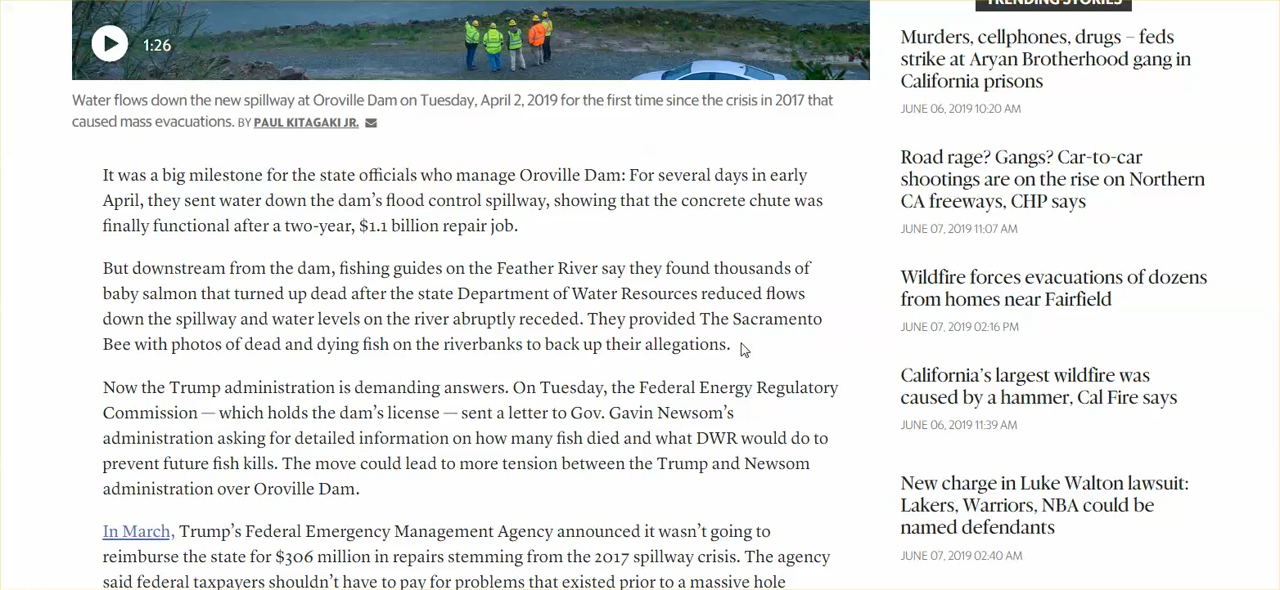 TRENDING STORIES
1:26
Water flows down the new spillway at Oroville Dam on Tuesday, April 2, 2019 for the first time since the crisis in 2017 that
caused mass evacuations. BY PAUL KITAGAKI JR.
It was a big milestone for the state officials who manage Oroville Dam: For several days in early
April, they sent water down the dam’s flood control spillway, showing that the concrete chute was
finally functional after a two-year, $1.1 billion repair job.
But downstream from the dam, fishing guides on the Feather River say they found thousands of
baby salmon that turned up dead after the state Department of Water Resources reduced flows
down the spillway and water levels on the river abruptly receded. They provided The Sacramento
Bee with photos of dead and dying fish on the riverbanks to back up their allegations.
Now the Trump administration is demanding answers. On Tuesday, the Federal Energy Regulatory
Commission — which holds the dam’s license — sent a letter to Gov. Gavin Newsom’s
administration asking for detailed information on how many fish died and what DWR would do to
prevent future fish kills. The move could lead to more tension between the Trump and Newsom
administration over Oroville Dam.
In March, Trump’s Federal Emergency Management Agency announced it wasn’t going to
reimburse the state for $306 million in repairs stemming from the 2017 spillway crisis. The agency
said federal taxpayers shouldn’t have to pay for problems that existed prior to a massive hole
Murders, cellphones, drugs – feds
strike at Aryan Brotherhood gang in
California prisons
JUNE 06, 2019 10:20 AM
Road rage? Gangs? Car-to-car
shootings are on the rise on Northern
CA freeways, CHP says
JUNE 07, 2019 11:07 AM
Wildfire forces evacuations of dozens
from homes near Fairfield
JUNE 07, 2019 02:16 PM
California’s largest wildfire was
caused by a hammer, Cal Fire says
JUNE 06, 2019 11:39 AM
New charge in Luke Walton lawsuit:
Lakers, Warriors, NBA could be
named defendants
JUNE 07, 2019 02:40 AM